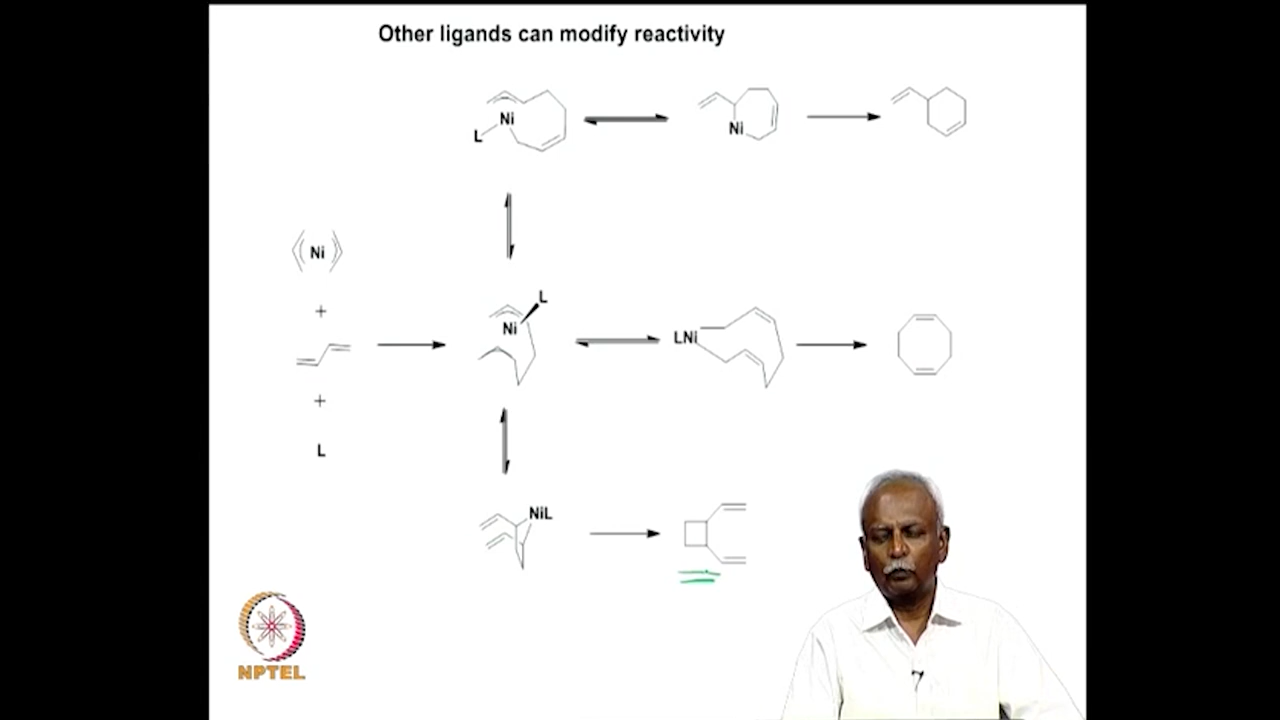 Other ligands can modify reactivity
Ni
L
Ni
Ni
+
+
L
L
Ni
LNi
NiL
NPTEL